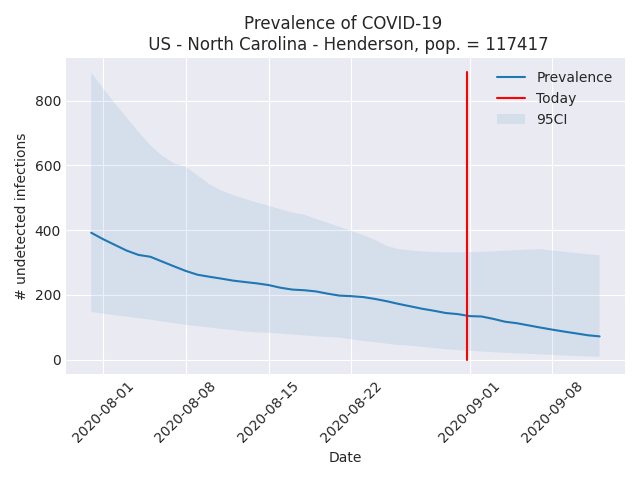 Prevalence of COVID-19
US - North Carolina - Henderson, pop. = 117417
Prevalence
Today
95CI
# undetected infections
800
600
400
200
0
2020-08-01
2020-08-08
2020-08-15
2020-08-22
2020-09-01
2020-09-08
Date